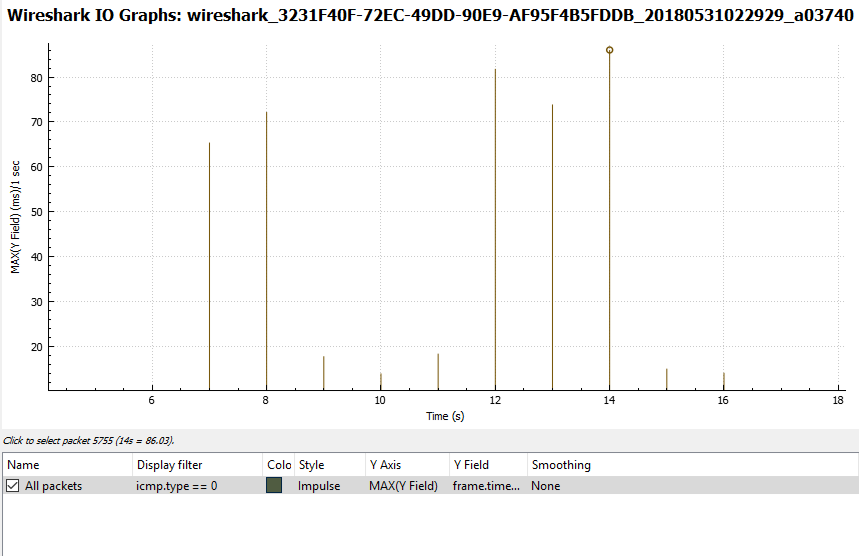 Wireshark IO Graphs: wireshark_3231F40F-72EC-49DD-90E9-AF95F4B5FDDB_20180531022929_a03740
80
70
60
50
40
30
20
MAX(Y Field) (ms)/1 sec
6 8 10 12 14 16 18
Time (s)
Click to select packet 5755 (14s = 86.03).
Name Display filter Colo Style Y Axis Y Field Smoothing
All packets icmp.type == 0 Impulse MAX(Y Field) frame.time... None